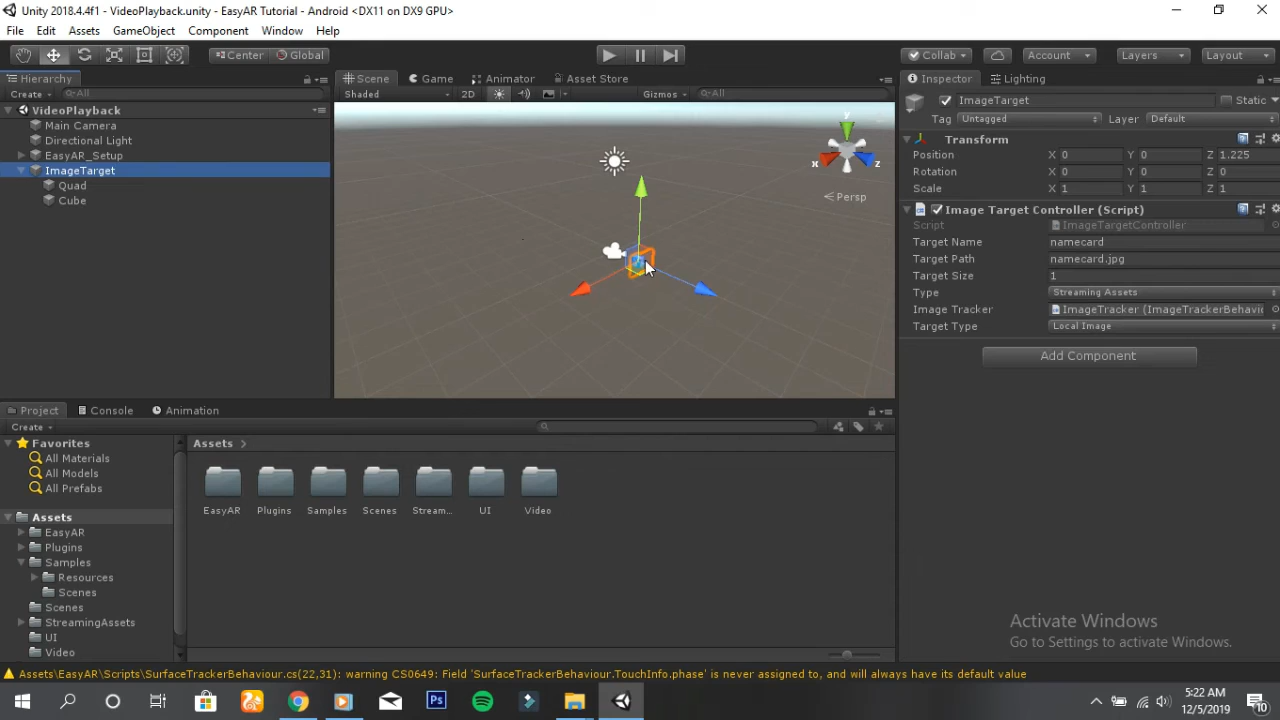 Unity 2018.4.4f1 - VideoPlayback.unity - EasyAR Tutorial - Android <DX11 on DX9 GPU>
File Edit Assets GameObject Component Window Help
Center Global Collab Account Layers Layout
Hierarchy Scene Game Animator Asset Store Inspector Lighting
Create All Shaded 2D Gizmos All ImageTarget Static
VideoPlayback Tag Untagged Layer Default
Main Camera
Directional Light
EasyAR_Setup
ImageTarget
Quad
Cube
y
x
z
Persp
Transform
Position X 0 Y 0 Z 1.225
Rotation X 0 Y 0 Z 0
Scale X 1 Y 1 Z 1
Image Target Controller (Script)
Script ImageTargetController
Target Name namecard
Target Path namecard.jpg
Target Size 1
Type Streaming Assets
Image Tracker ImageTracker (ImageTrackerBehavi
Target Type Local Image
Add Component
Project Console Animation
Create
Favorites
All Materials
All Models
All Prefabs
Assets
EasyAR
Plugins
Samples
Resources
Scenes
Scenes
StreamingAssets
UI
Video
Assets
EasyAR Plugins Samples Scenes Stream... UI Video
Activate Windows
Go to Settings to activate Windows.
Assets\EasyAR\Scripts\SurfaceTrackerBehaviour.cs(22,31): warning CS0649: Field 'SurfaceTrackerBehaviour.TouchInfo.phase' is never assigned to, and will always have its default value
Ps
5:22 AM
12/5/2019
10